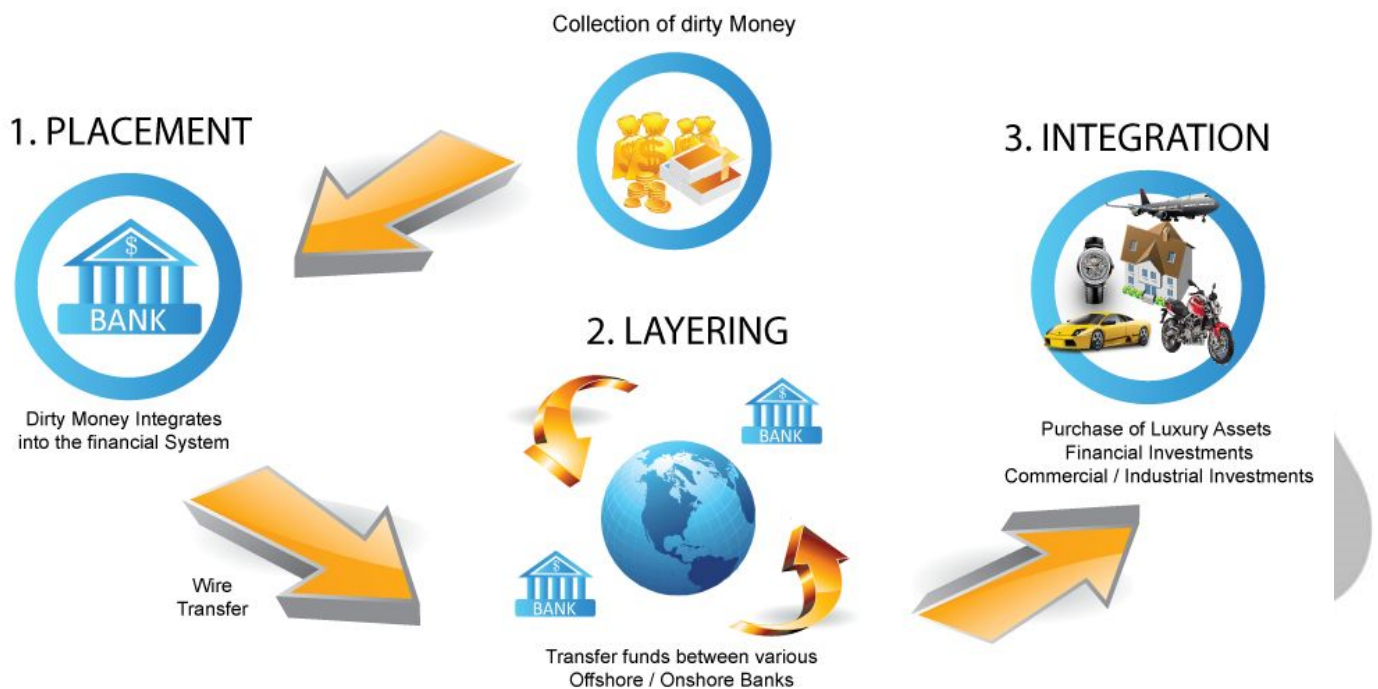 Collection of dirty Money
1. PLACEMENT
$
BANK
Dirty Money Integrates
into the financial System
Wire
Transfer
2. LAYERING
$
BANK
$
BANK
Transfer funds between various
Offshore / Onshore Banks
3. INTEGRATION
Purchase of Luxury Assets
Financial Investments
Commercial / Industrial Investments